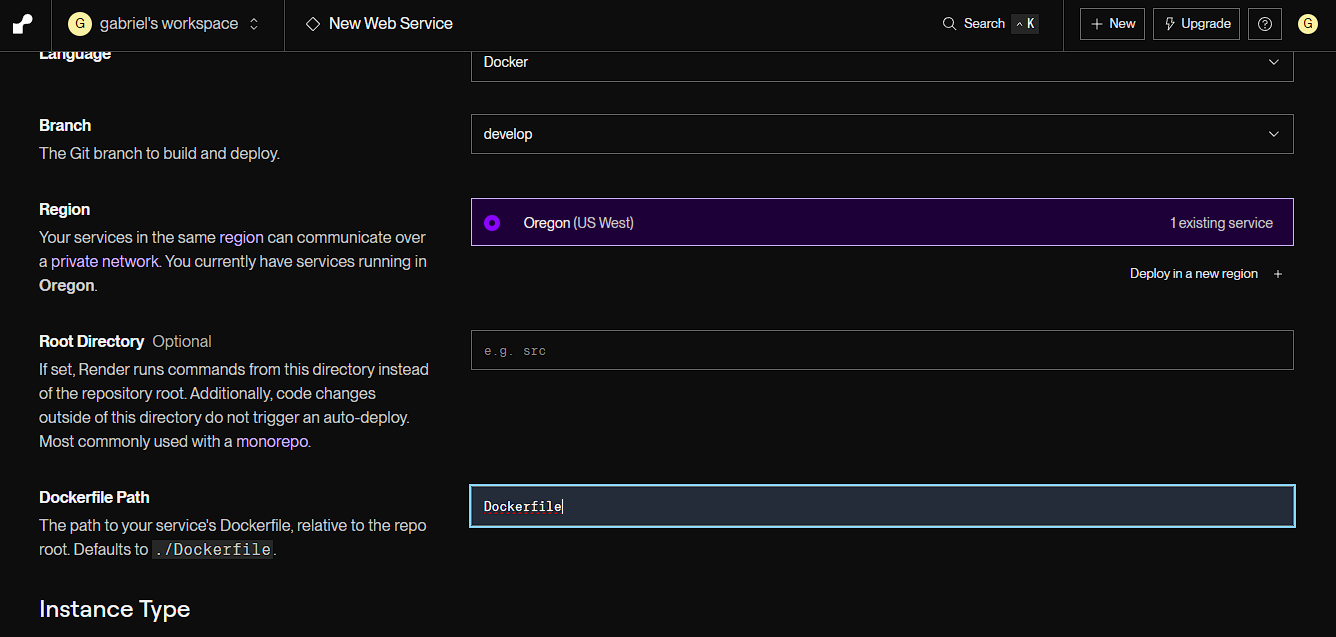 G gabriel's workspace
New Web Service
Search ^ K
+ New
Upgrade
G
Language
Docker
Branch
The Git branch to build and deploy.
develop
Region
Your services in the same region can communicate over
a private network. You currently have services running in
Oregon.
Oregon (US West)
1 existing service
Deploy in a new region +
Root Directory Optional
If set, Render runs commands from this directory instead
of the repository root. Additionally, code changes
outside of this directory do not trigger an auto-deploy.
Most commonly used with a monorepo.
e.g. src
Dockerfile Path
The path to your service's Dockerfile, relative to the repo
root. Defaults to ./Dockerfile.
Dockerfile
Instance Type